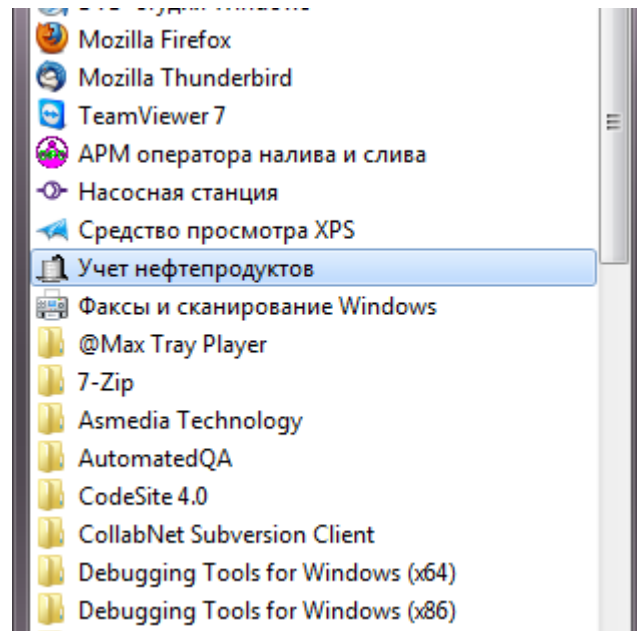 Mozilla Firefox
Mozilla Thunderbird
TeamViewer 7
АРМ оператора налива и слива
Насосная станция
Средство просмотра XPS
Учет нефтепродуктов
Факсы и сканирование Windows
@Max Tray Player
7-Zip
Asmedia Technology
AutomatedQA
CodeSite 4.0
CollabNet Subversion Client
Debugging Tools for Windows (x64)
Debugging Tools for Windows (x86)